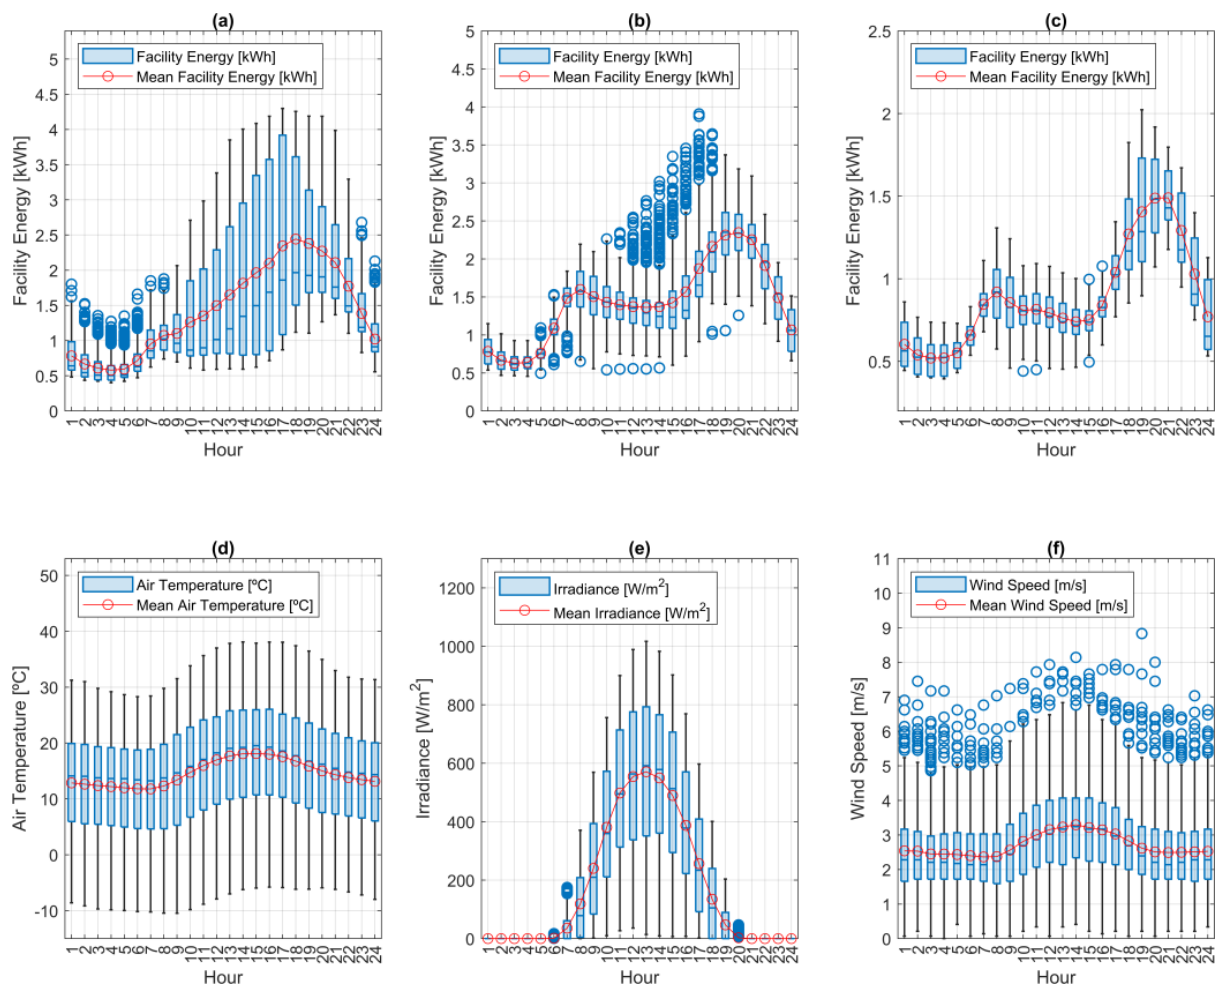 (a)
Facility Energy [kWh]
Mean Facility Energy [kWh]
Facility Energy [kWh]
5
4.5
4
3.5
3
2.5
2
1.5
1
0.5
0
1 2 3 4 5 6 7 8 9 10 11 12 13 14 15 16 17 18 19 20 21 22 23 24
Hour
(b)
Facility Energy [kWh]
Mean Facility Energy [kWh]
Facility Energy [kWh]
5
4.5
4
3.5
3
2.5
2
1.5
1
0.5
0
1 2 3 4 5 6 7 8 9 10 11 12 13 14 15 16 17 18 19 20 21 22 23 24
Hour
(c)
Facility Energy [kWh]
Mean Facility Energy [kWh]
Facility Energy [kWh]
2.5
2
1.5
1
0.5
1 2 3 4 5 6 7 8 9 10 11 12 13 14 15 16 17 18 19 20 21 22 23 24
Hour
(d)
Air Temperature [ºC]
Mean Air Temperature [ºC]
Air Temperature [ºC]
50
40
30
20
10
0
-10
1 2 3 4 5 6 7 8 9 10 11 12 13 14 15 16 17 18 19 20 21 22 23 24
Hour
(e)
Irradiance [W/m²]
Mean Irradiance [W/m²]
Irradiance [W/m²]
1200
1000
800
600
400
200
0
1 2 3 4 5 6 7 8 9 10 11 12 13 14 15 16 17 18 19 20 21 22 23 24
Hour
(f)
Wind Speed [m/s]
Mean Wind Speed [m/s]
Wind Speed [m/s]
11
10
9
8
7
6
5
4
3
2
1
0
1 2 3 4 5 6 7 8 9 10 11 12 13 14 15 16 17 18 19 20 21 22 23 24
Hour